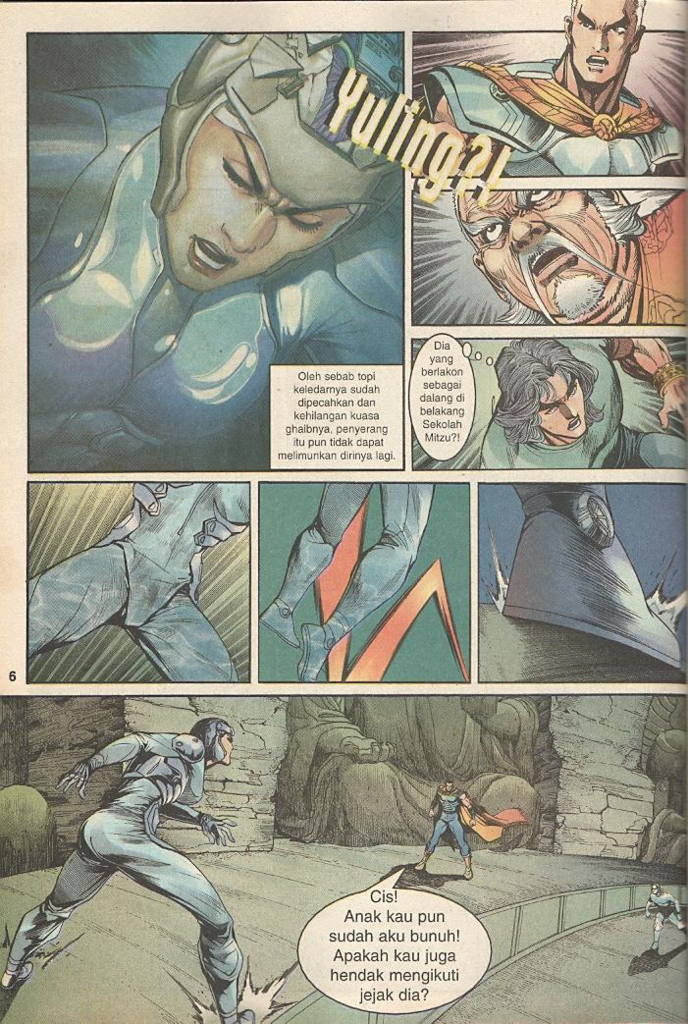 Yuling?!
Oleh sebab topi
keledarnya sudah
dipecahkan dan
kehilangan kuasa
ghaibnya, penyerang
itu pun tidak dapat
melimunkan dirinya lagi.
Dia
yang
berlakon
sebagai
dalang di
belakang
Sekolah
Mitzu?!
6
Cis!
Anak kau pun
sudah aku bunuh!
Apakah kau juga
hendak mengikuti
jejak dia?